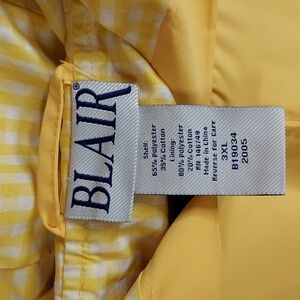 BLAIR®
Shell:
65% Polyester
35% Cotton
Lining:
80% Polyester
20% Cotton
RN 146749
Made in China
Reverse for Care
3XL
B19034
2005